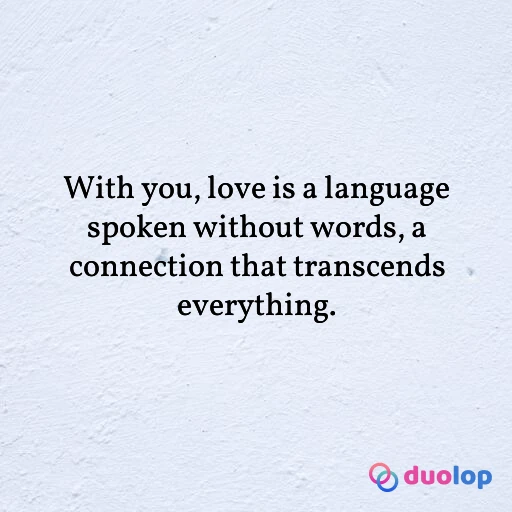 With you, love is a language
spoken without words, a
connection that transcends
everything.
duolop